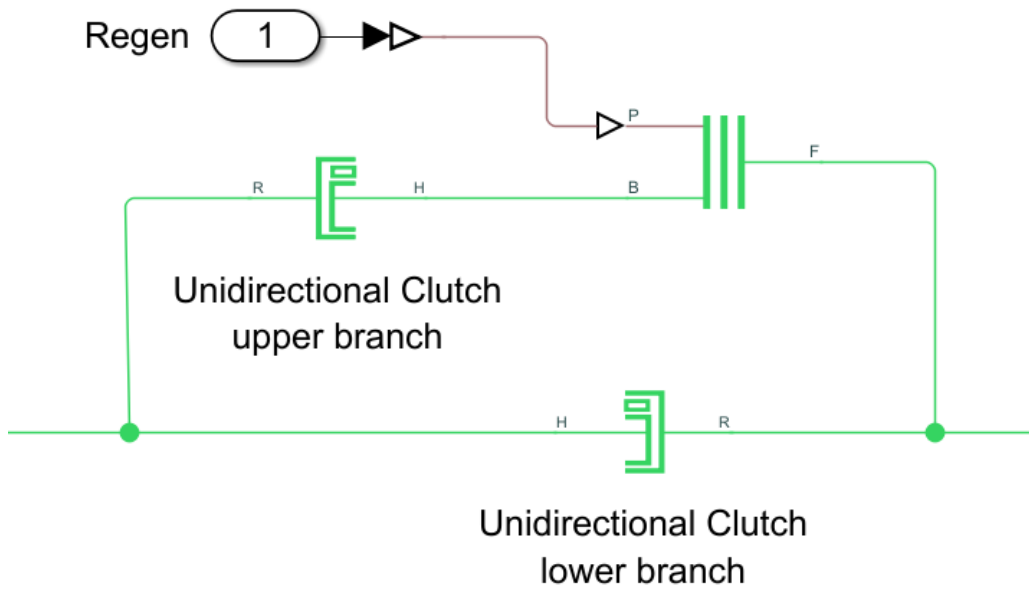 Regen 1
P
F
R H B
Unidirectional Clutch
upper branch
H R
Unidirectional Clutch
lower branch